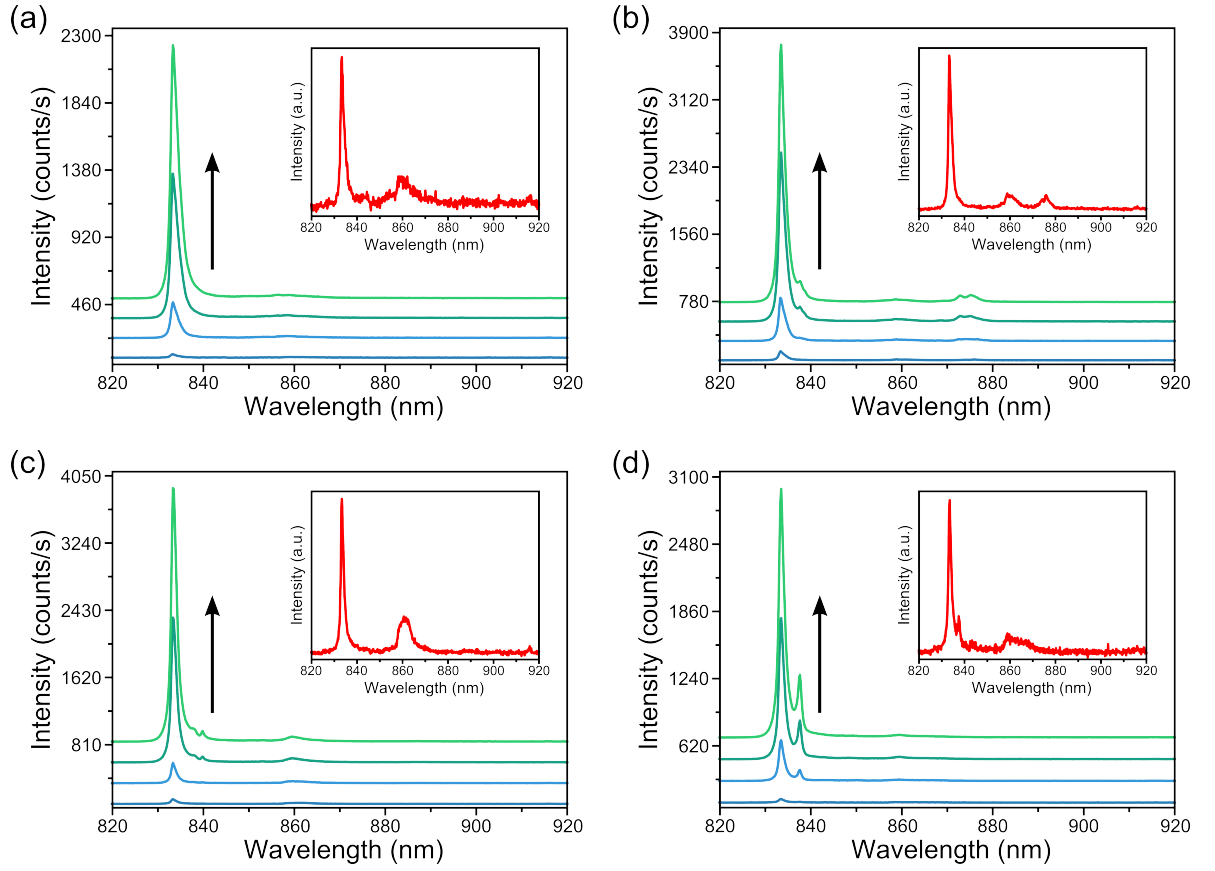 (a)
2300
1840
1380
920
460
Intensity (counts/s)
820 840 860 880 900 920
Wavelength (nm)
Intensity (a.u.)
820 840 860 880 900 920
Wavelength (nm)
(b)
3900
3120
2340
1560
780
Intensity (counts/s)
820 840 860 880 900 920
Wavelength (nm)
Intensity (a.u.)
820 840 860 880 900 920
Wavelength (nm)
(c)
4050
3240
2430
1620
810
Intensity (counts/s)
820 840 860 880 900 920
Wavelength (nm)
Intensity (a.u.)
820 840 860 880 900 920
Wavelength (nm)
(d)
3100
2480
1860
1240
620
Intensity (counts/s)
820 840 860 880 900 920
Wavelength (nm)
Intensity (a.u.)
820 840 860 880 900 920
Wavelength (nm)